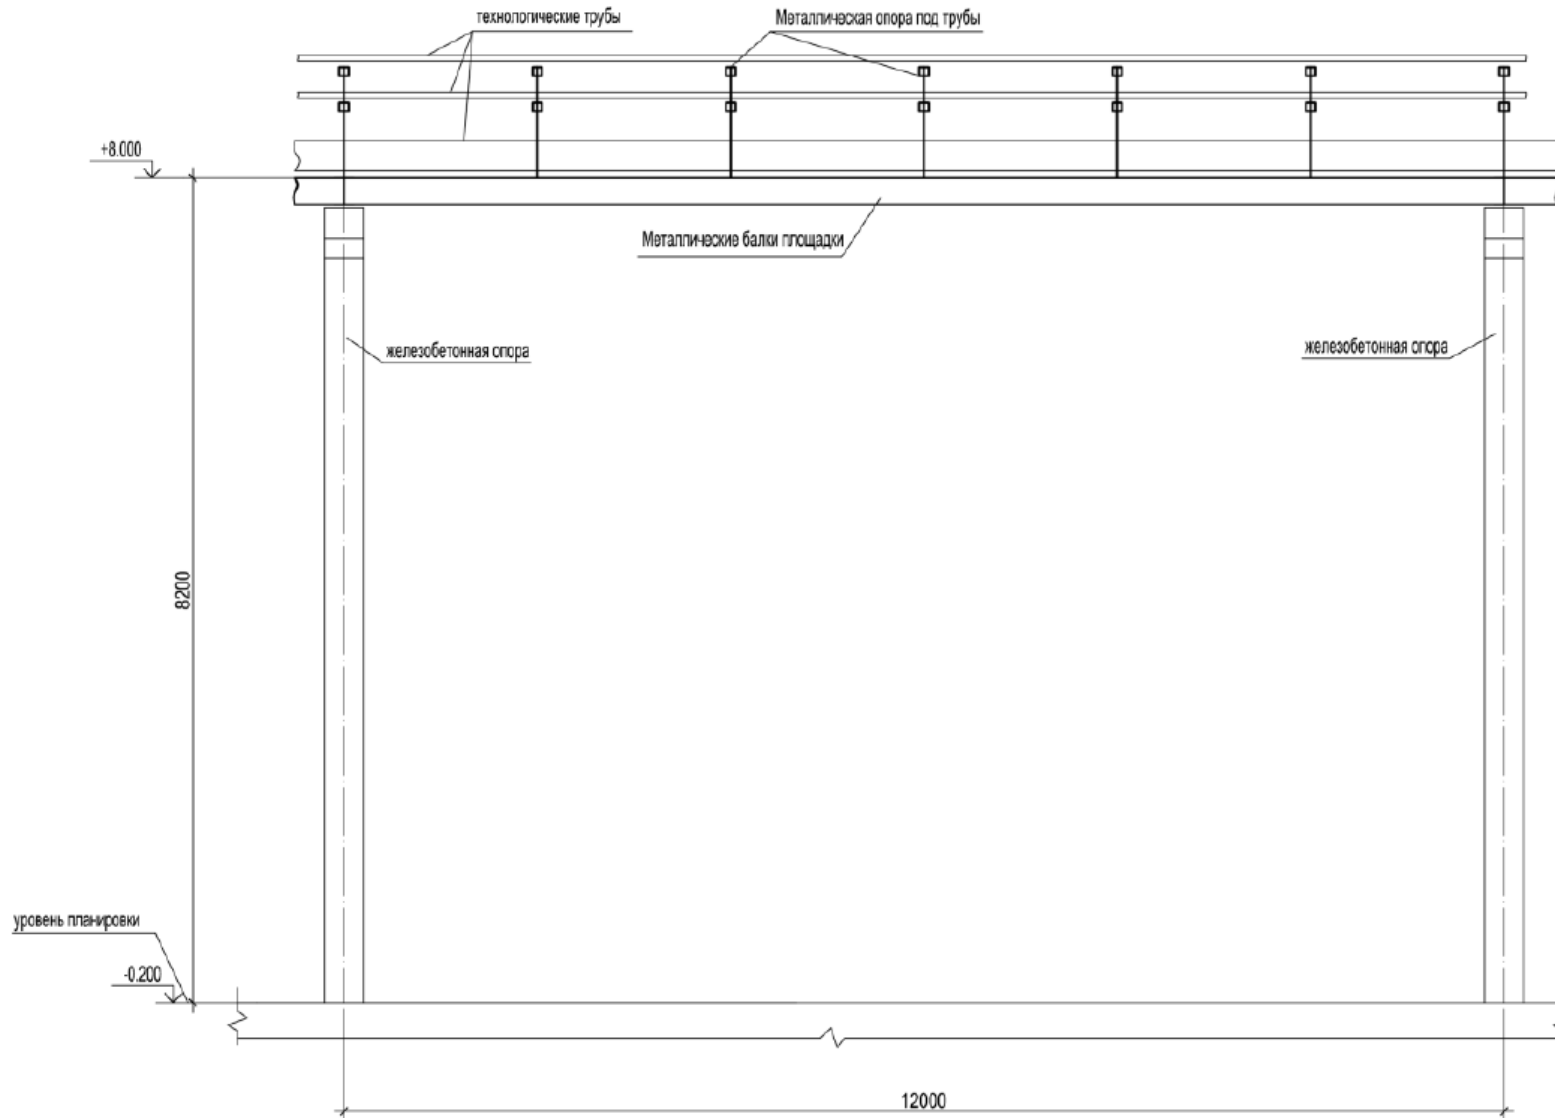 технологические трубы
Металлическая опора под трубы
+8.000
Металлические балки площадки
железобетонная опора
железобетонная опора
8200
уровень планировки
-0.200
12000